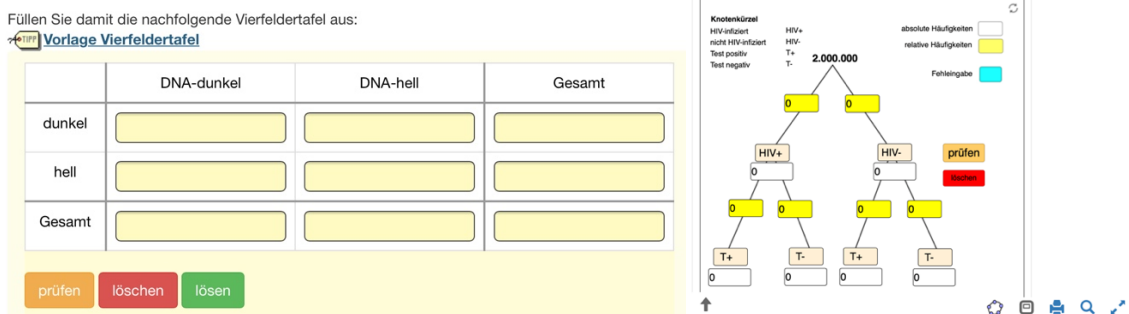 Füllen Sie damit die nachfolgende Vierfeldertafel aus:
TIPP Vorlage Vierfeldertafel
DNA-dunkel DNA-hell Gesamt
dunkel
hell
Gesamt
prüfen löschen lösen
Knotenkürzel
HIV-infiziert HIV+
nicht HIV-infiziert HIV-
Test positiv T+
Test negativ T-
absolute Häufigkeiten
relative Häufigkeiten
Fehleingabe
2.000.000
0 0
HIV+ HIV- prüfen
0 0 löschen
0 0 0 0
T+ T- T+ T-
0 0 0 0